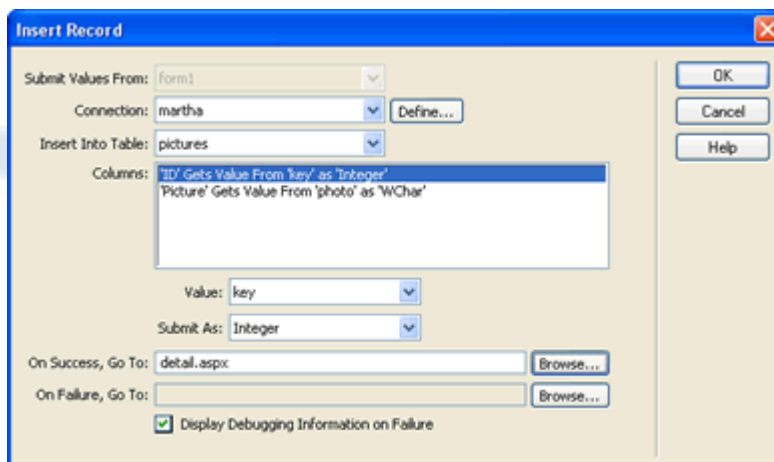 Insert Record
Submit Values From: form1
OK
Connection: martha Define...
Cancel
Insert Into Table: pictures
Help
Columns: 'ID' Gets Value From 'key' as 'Integer'
'Picture' Gets Value From 'photo' as 'WChar'
Value: key
Submit As: Integer
On Success, Go To: detail.aspx Browse...
On Failure, Go To: Browse...
Display Debugging Information on Failure